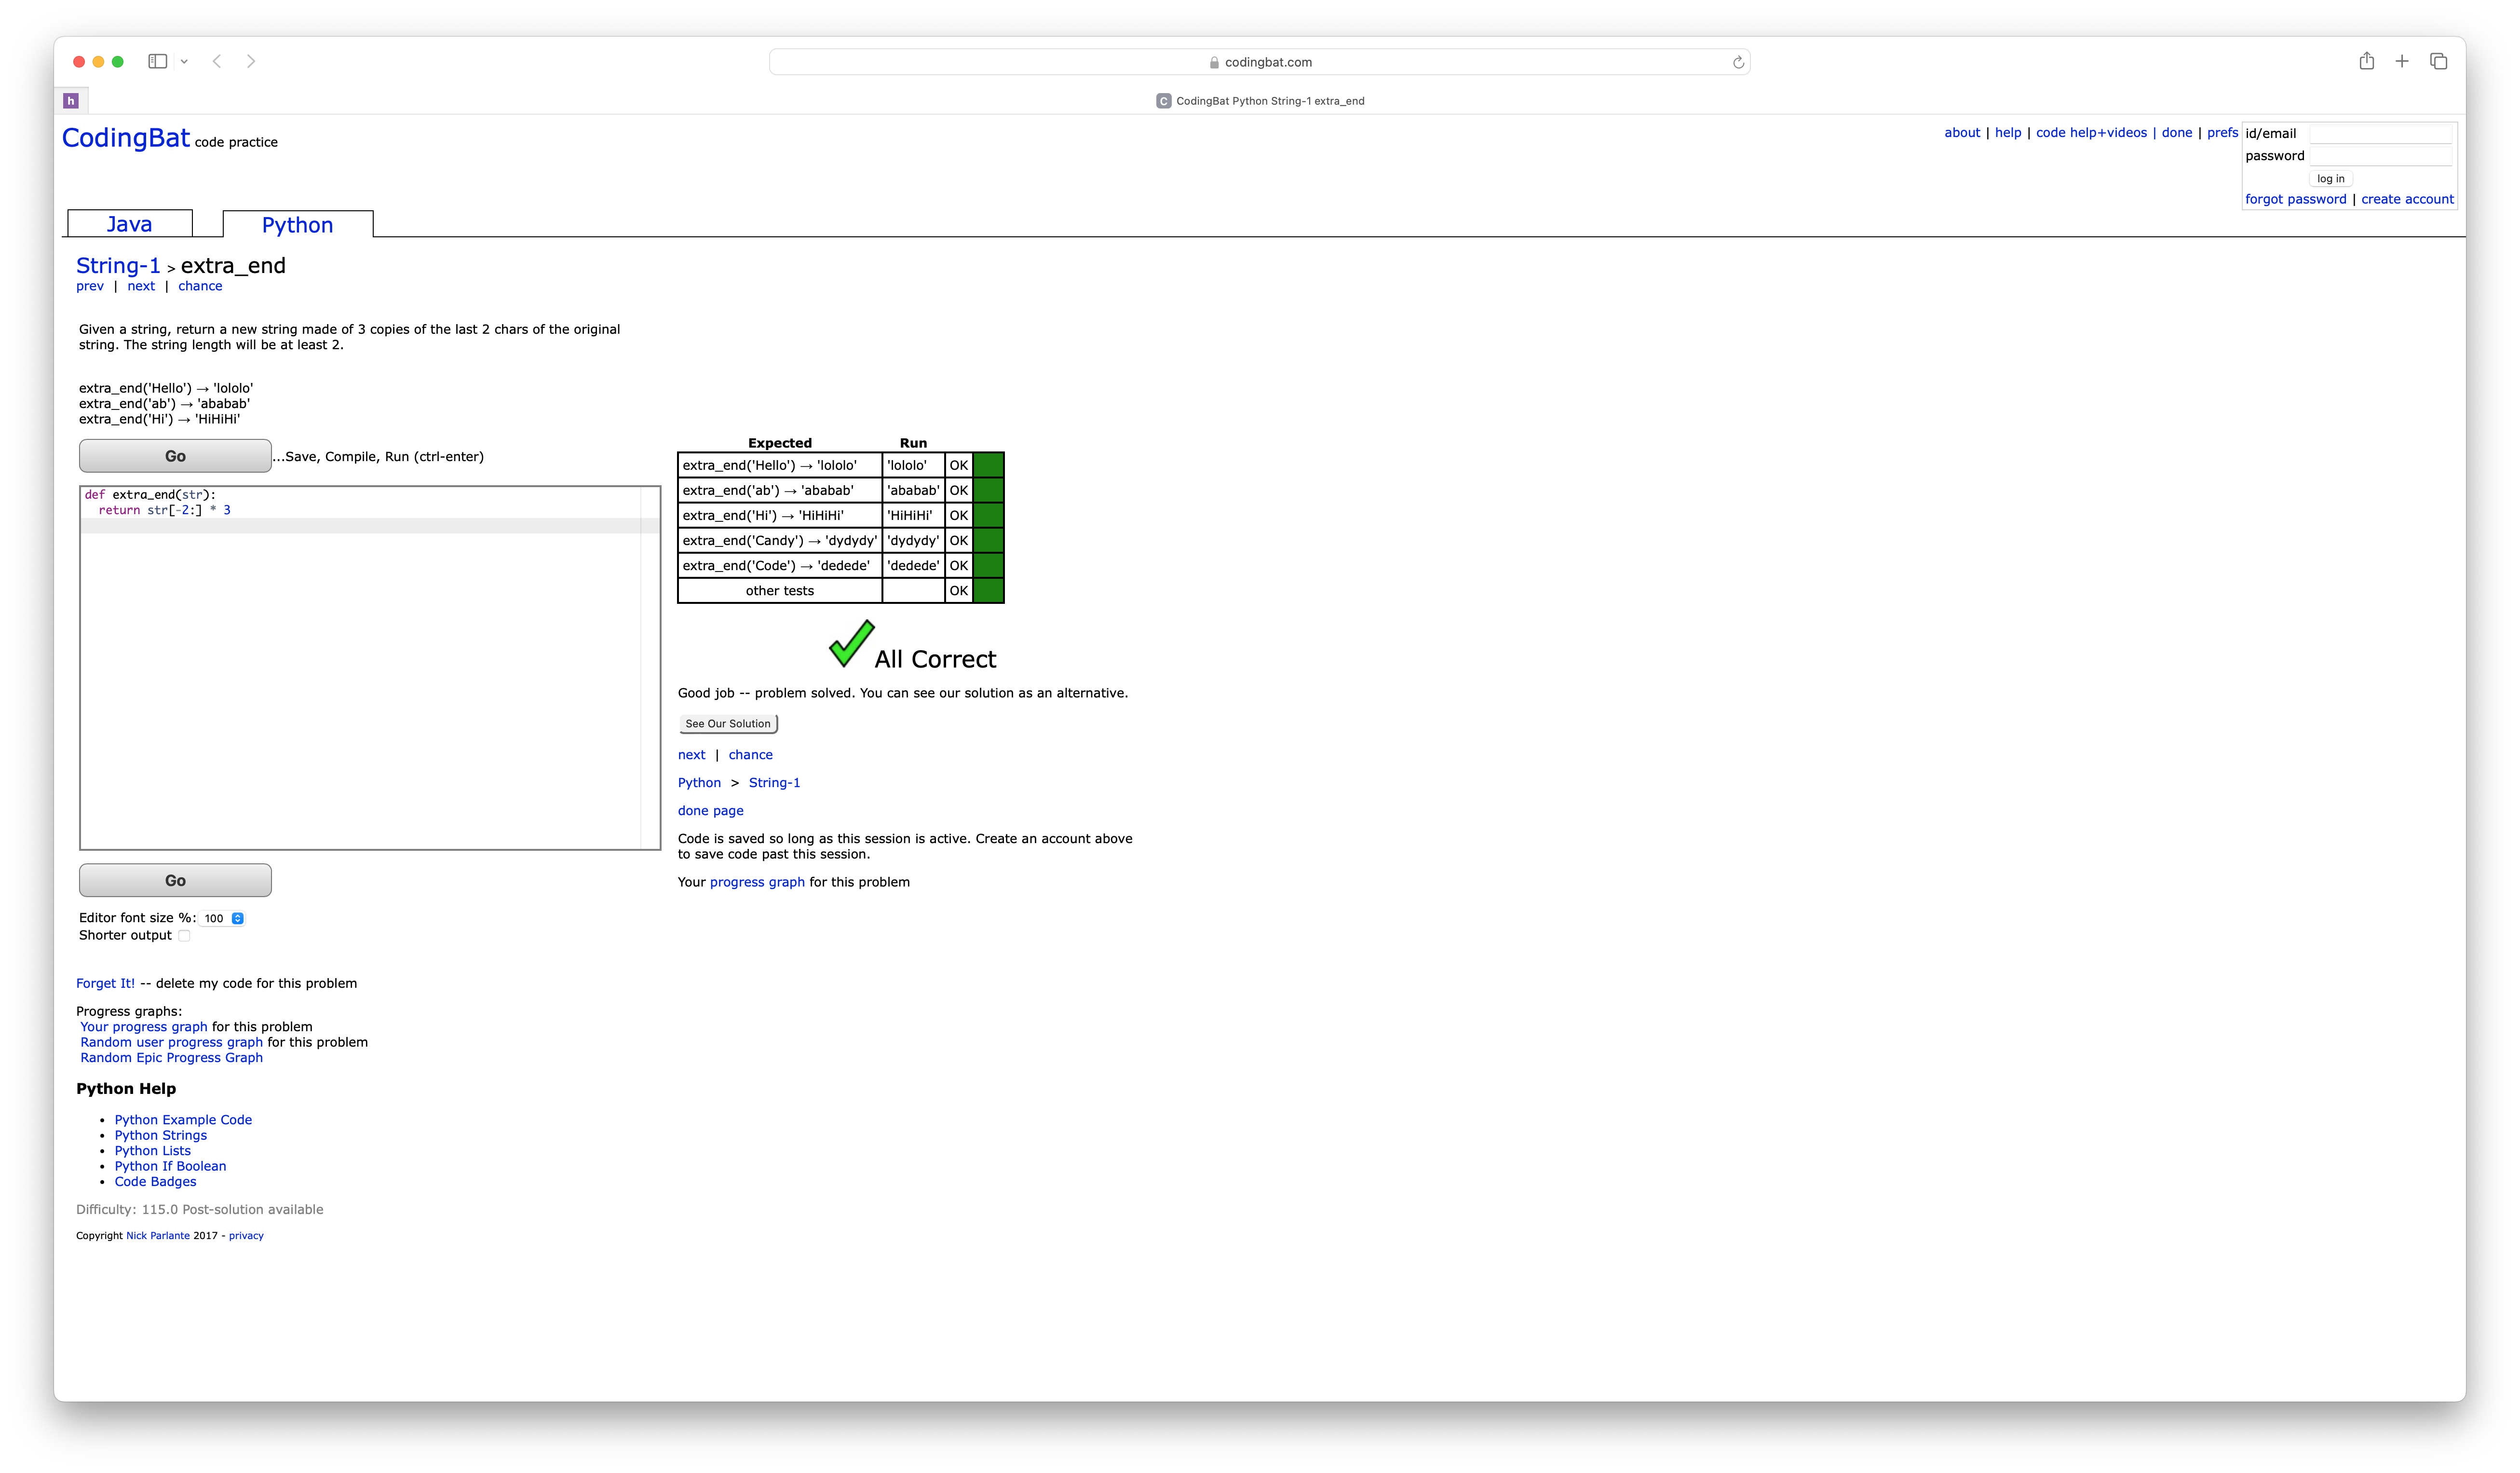 codingbat.com
h
C CodingBat Python String-1 extra_end
CodingBat code practice
about | help | code help+videos | done | prefs
id/email
password
log in
forgot password | create account
Java
Python
String-1 > extra_end
prev | next | chance
Given a string, return a new string made of 3 copies of the last 2 chars of the original
string. The string length will be at least 2.
extra_end('Hello') → 'lololo'
extra_end('ab') → 'ababab'
extra_end('Hi') → 'HiHiHi'
Go ...Save, Compile, Run (ctrl-enter)
def extra_end(str):
  return str[-2:] * 3
Go
Editor font size %: 100
Shorter output
Expected Run
extra_end('Hello') → 'lololo' 'lololo' OK
extra_end('ab') → 'ababab' 'ababab' OK
extra_end('Hi') → 'HiHiHi' 'HiHiHi' OK
extra_end('Candy') → 'dydydy' 'dydydy' OK
extra_end('Code') → 'dedede' 'dedede' OK
other tests OK
All Correct
Good job -- problem solved. You can see our solution as an alternative.
See Our Solution
next | chance
Python > String-1
done page
Code is saved so long as this session is active. Create an account above
to save code past this session.
Your progress graph for this problem
Forget It! -- delete my code for this problem
Progress graphs:
Your progress graph for this problem
Random user progress graph for this problem
Random Epic Progress Graph
Python Help
• Python Example Code
• Python Strings
• Python Lists
• Python If Boolean
• Code Badges
Difficulty: 115.0 Post-solution available
Copyright Nick Parlante 2017 - privacy